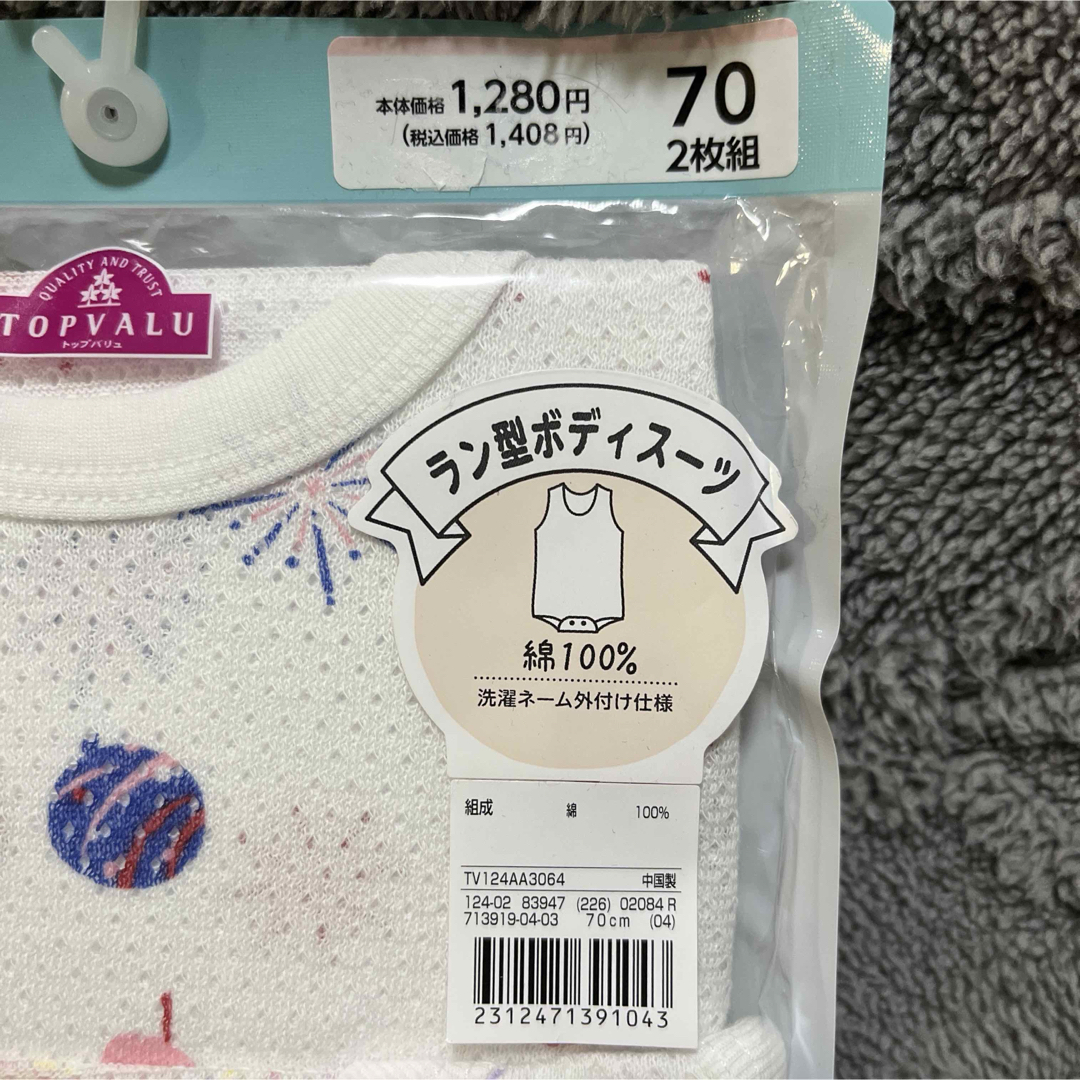 本体価格 1,280円
（税込価格 1,408 円）
70
2枚組
QUALITY AND TRUST
TOPVALU
トップバリュ
ラン型ボディスーツ
綿100%
洗濯ネーム外付け仕様
組成 綿 100%
TV124AA3064 中国製
124-02 83947 (226) 02084 R
713919-04-03 70cm (04)
2312471391043